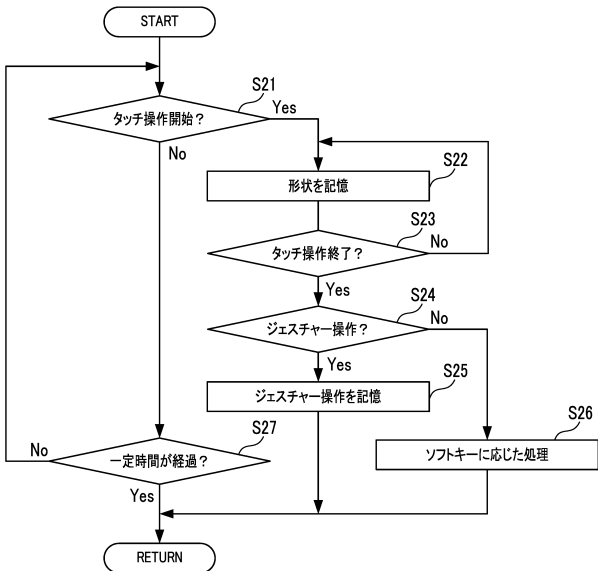 START
S21
タッチ操作開始？
Yes
No
S22
形状を記憶
S23
タッチ操作終了？
No
Yes
S24
ジェスチャー操作？
No
Yes
S25
ジェスチャー操作を記憶
S26
ソフトキーに応じた処理
S27
No
一定時間が経過？
Yes
RETURN